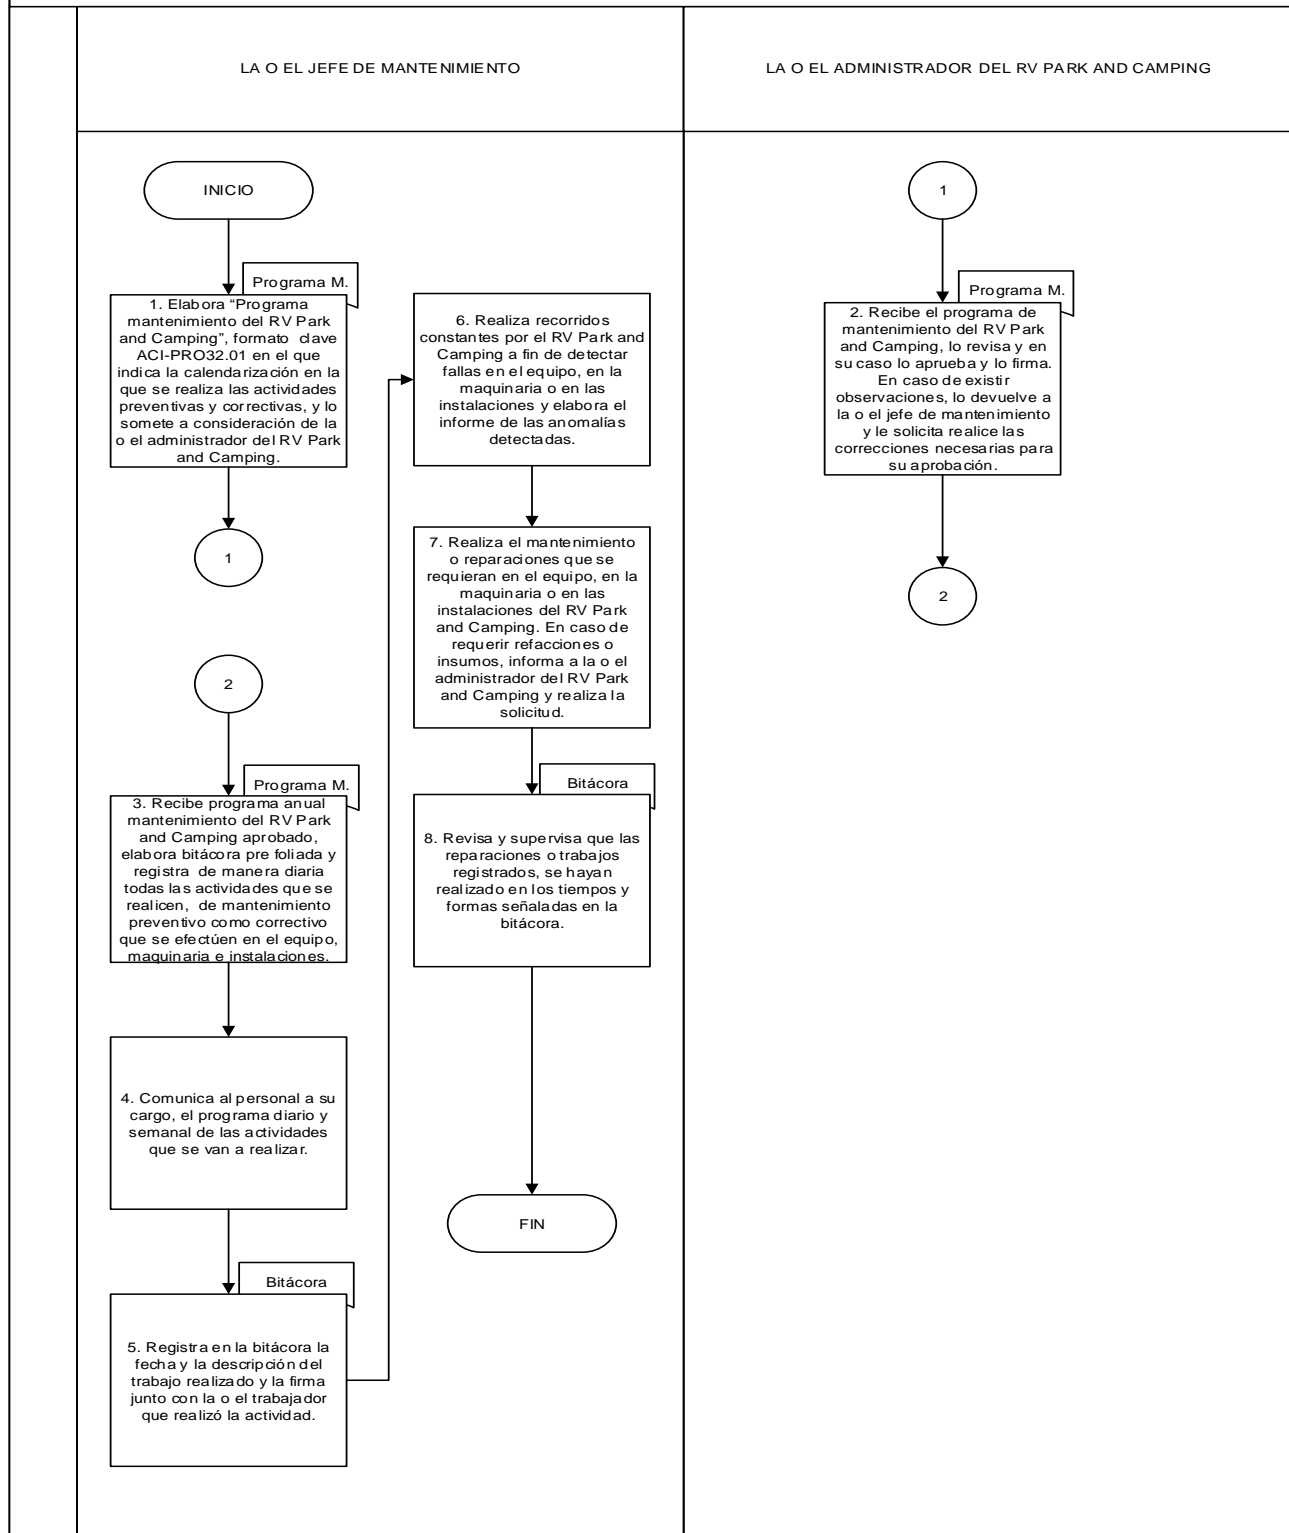 LA O EL JEFE DE MANTENIMIENTO
LA O EL ADMINISTRADOR DEL RV PARK AND CAMPING
INICIO
Programa M.
1. Elabora “Programa
mantenimiento del RV Park
and Camping”, formato clave
ACI-PRO32.01 en el que
indica la calendarización en la
que se realiza las actividades
preventivas y correctivas, y lo
somete a consideración de la
o el administrador del RV Park
and Camping.
1
2
Programa M.
3. Recibe programa anual
mantenimiento del RV Park
and Camping aprobado,
elabora bitácora pre foliada y
registra de manera diaria
todas las actividades que se
realicen, de mantenimiento
preventivo como correctivo
que se efectúen en el equipo,
maquinaria e instalaciones.
4. Comunica al personal a su
cargo, el programa diario y
semanal de las actividades
que se van a realizar.
Bitácora
5. Registra en la bitácora la
fecha y la descripción del
trabajo realizado y la firma
junto con la o el trabajador
que realizó la actividad.
6. Realiza recorridos
constantes por el RV Park and
Camping a fin de detectar
fallas en el equipo, en la
maquinaria o en las
instalaciones y elabora el
informe de las anomalías
detectadas.
7. Realiza el mantenimiento
o reparaciones que se
requieran en el equipo, en la
maquinaria o en las
instalaciones del RV Park
and Camping. En caso de
requerir refacciones o
insumos, informa a la o el
administrador del RV Park
and Camping y realiza la
solicitud.
Bitácora
8. Revisa y supervisa que las
reparaciones o trabajos
registrados, se hayan
realizado en los tiempos y
formas señaladas en la
bitácora.
FIN
1
Programa M.
2. Recibe el programa de
mantenimiento del RV Park
and Camping, lo revisa y en
su caso lo aprueba y lo firma.
En caso de existir
observaciones, lo devuelve a
la o el jefe de mantenimiento
y le solicita realice las
correcciones necesarias para
su aprobación.
2